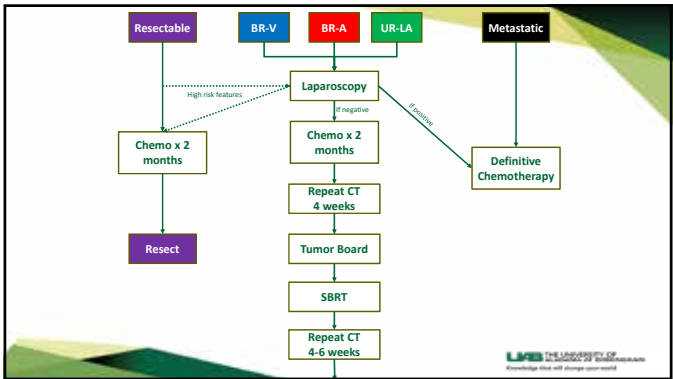 Resectable
BR-V
BR-A
UR-LA
Metastatic
High risk features
Laparoscopy
If negative
If positive
Chemo x 2
months
Chemo x 2
months
Definitive
Chemotherapy
Repeat CT
4 weeks
Resect
Tumor Board
SBRT
Repeat CT
4-6 weeks
UAB THE UNIVERSITY OF
ALABAMA AT BIRMINGHAM
Knowledge that will change your world